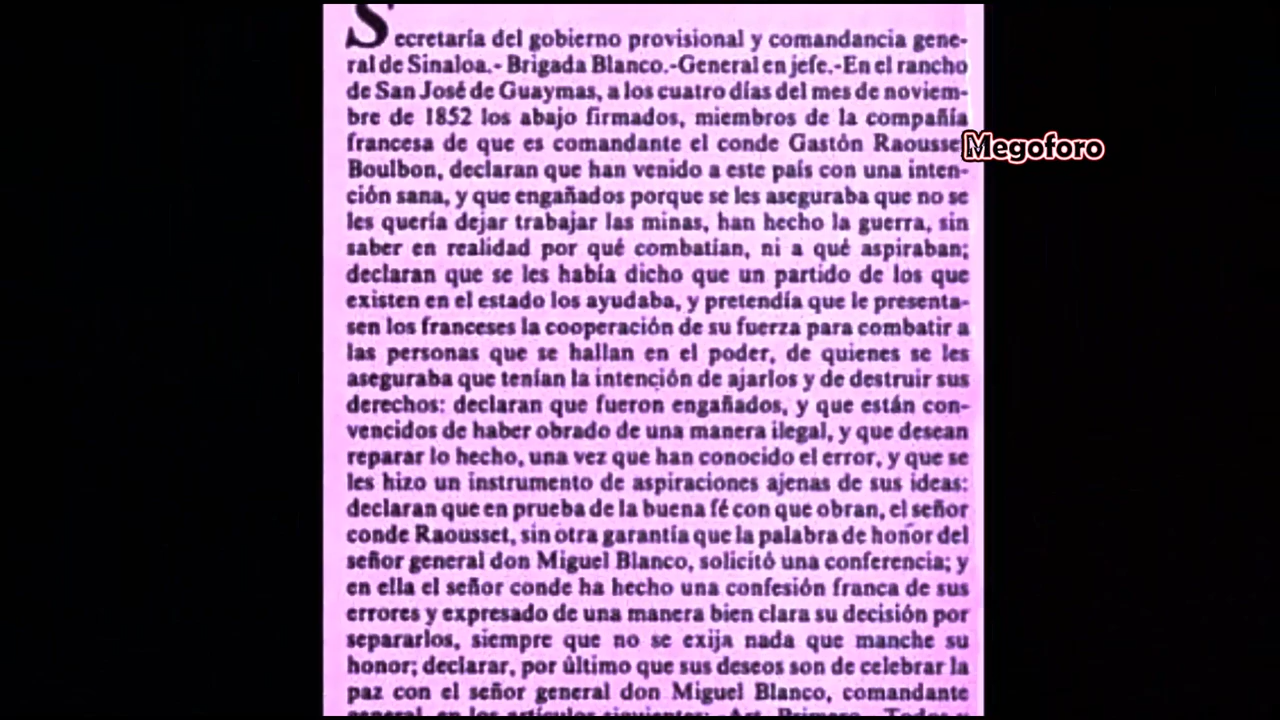 Secretaría del gobierno provisional y comandancia gene-
ral de Sinaloa.- Brigada Blanco.-General en jefe.-En el rancho
de San José de Guaymas, a los cuatro días del mes de noviem-
bre de 1852 los abajo firmados, miembros de la compañía
francesa de que es comandante el conde Gastón Raousse
Megoforo
Boulbon, declaran que han venido a este país con una inten-
ción sana, y que engañados porque se les aseguraba que no se
les quería dejar trabajar las minas, han hecho la guerra, sin
saber en realidad por qué combatían, ni a qué aspiraban;
declaran que se les había dicho que un partido de los que
existen en el estado los ayudaba, y pretendía que le presenta-
sen los franceses la cooperación de su fuerza para combatir a
las personas que se hallan en el poder, de quienes se les
aseguraba que tenían la intención de ajarlos y de destruir sus
derechos: declaran que fueron engañados, y que están con-
vencidos de haber obrado de una manera ilegal, y que desean
reparar lo hecho, una vez que han conocido el error, y que se
les hizo un instrumento de aspiraciones ajenas de sus ideas:
declaran que en prueba de la buena fé con que obran, el señor
conde Raousset, sin otra garantía que la palabra de honor del
señor general don Miguel Blanco, solicitó una conferencia; y
en ella el señor conde ha hecho una confesión franca de sus
errores y expresado de una manera bien clara su decisión por
separarlos, siempre que no se exija nada que manche su
honor; declarar, por último que sus deseos son de celebrar la
paz con el señor general don Miguel Blanco, comandante
general, en los artículos siguientes: Art. Primero. Todos y